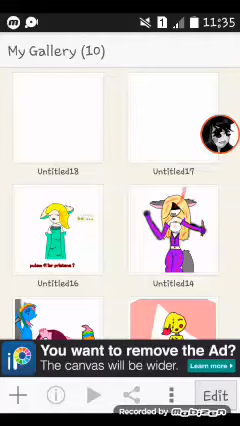 11:35
My Gallery (10)
Untitled18
Untitled17
Untitled16
Untitled14
You want to remove the Ad?
The canvas will be wider.
Learn more ►
Edit
Recorded by Mobizen